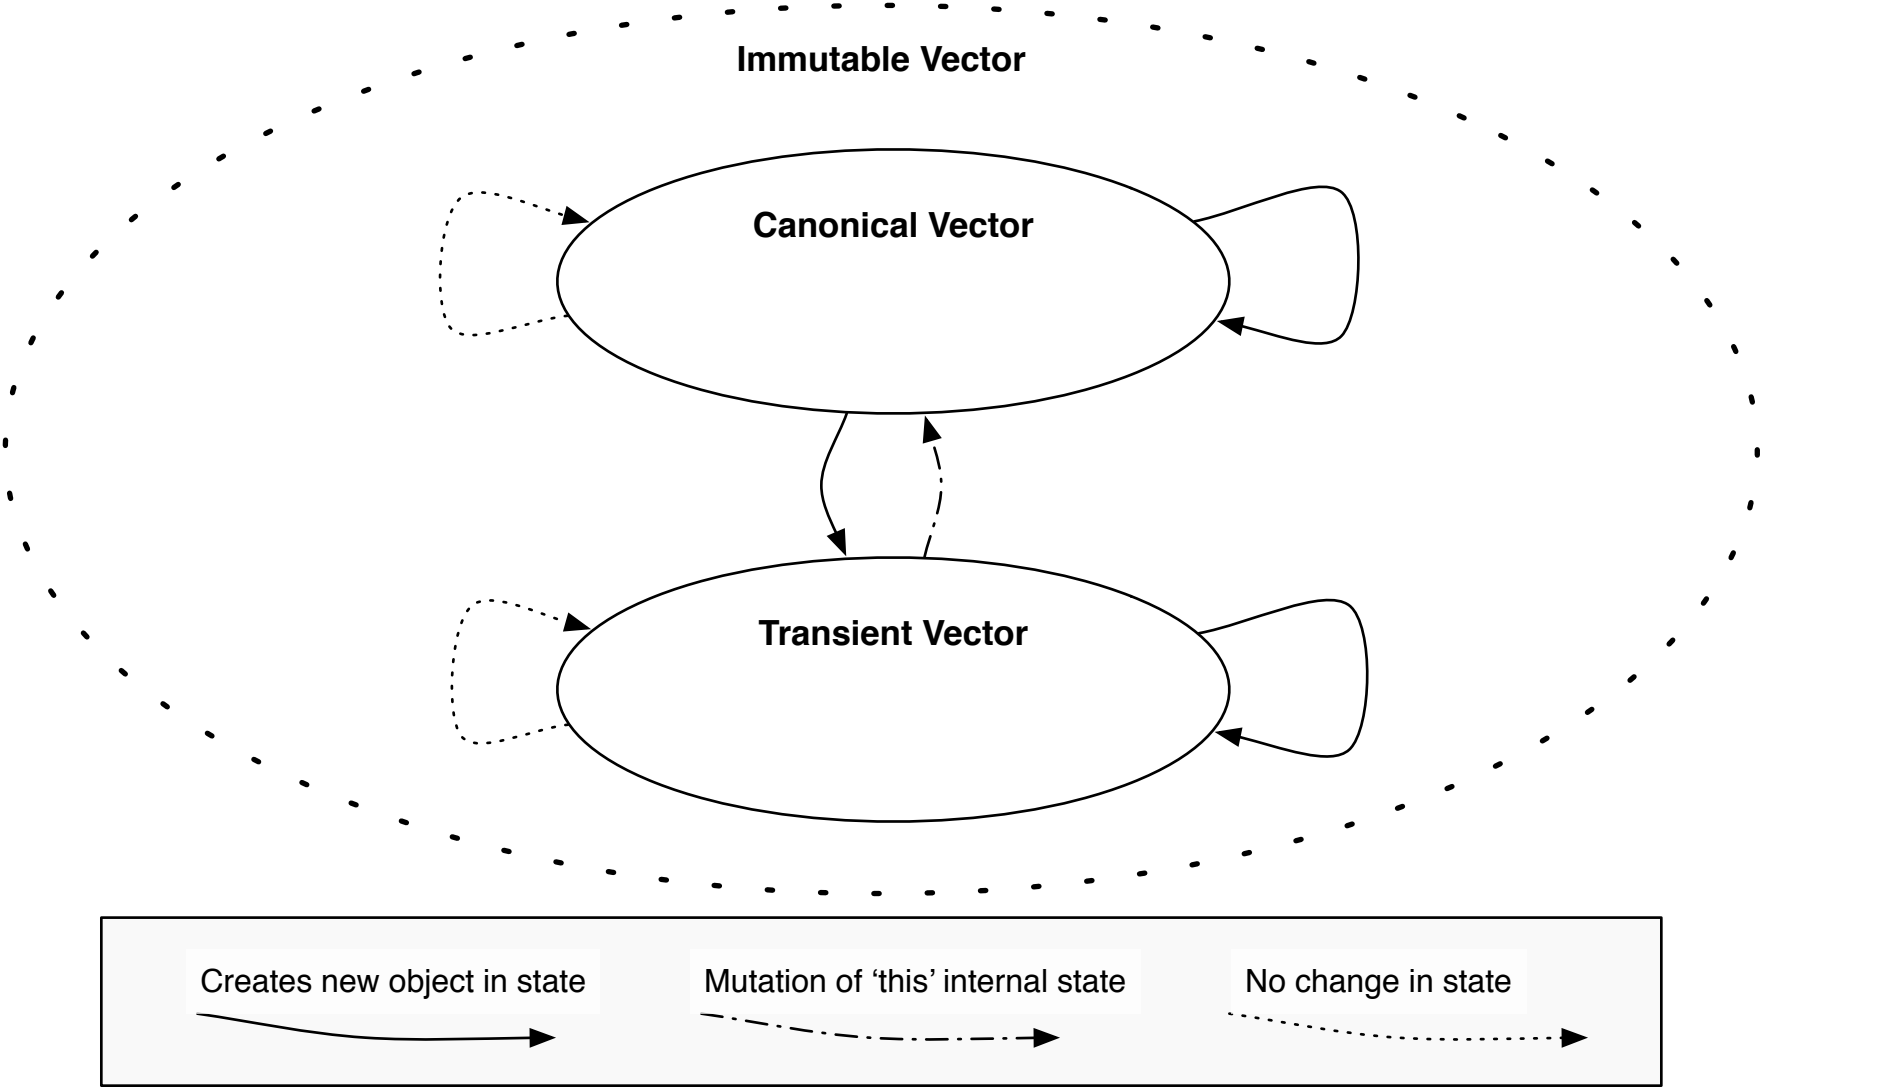 Immutable Vector
Canonical Vector
Transient Vector
Creates new object in state
Mutation of ‘this’ internal state
No change in state